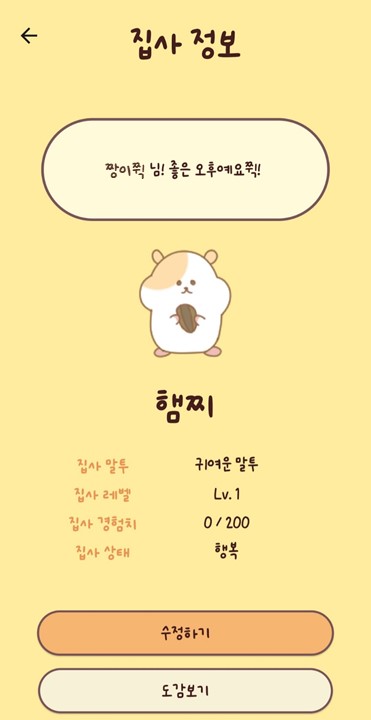 집사 정보
짱이찍 님! 좋은 오후예요찍!!
햄찌
집사 말투 귀여운 말투
집사 레벨 Lv. 1
집사 경험치 0 / 200
집사 상태 행복
수정하기
도감보기